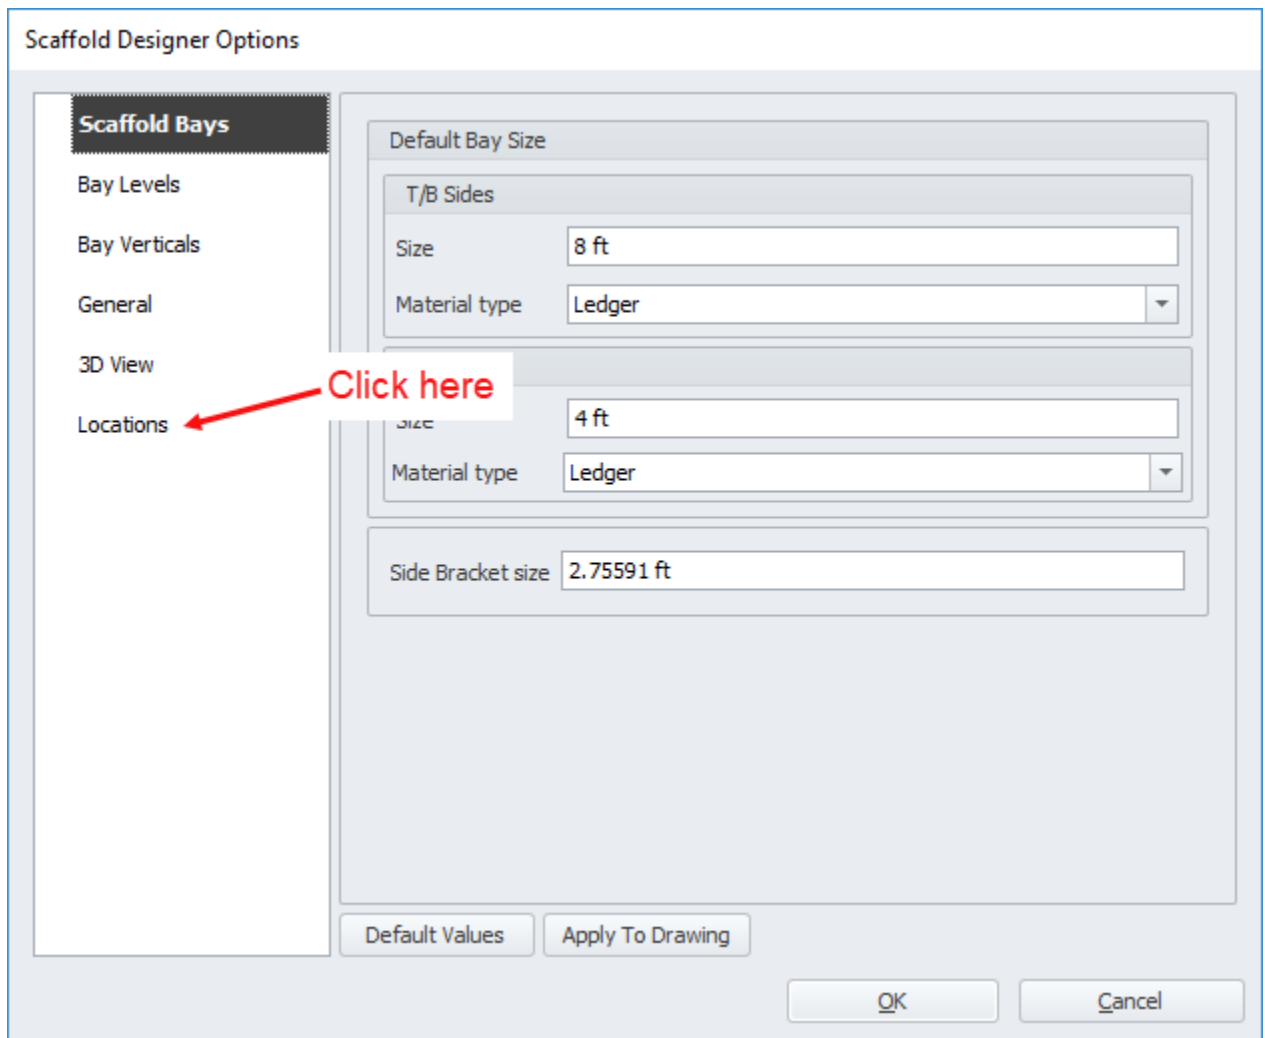 Scaffold Designer Options
Scaffold Bays
Bay Levels
Bay Verticals
General
3D View
Locations
Click here
Default Bay Size
T/B Sides
Size
8 ft
Material type
Ledger
Size
4 ft
Material type
Ledger
Side Bracket size
2.75591 ft
Default Values
Apply To Drawing
OK
Cancel